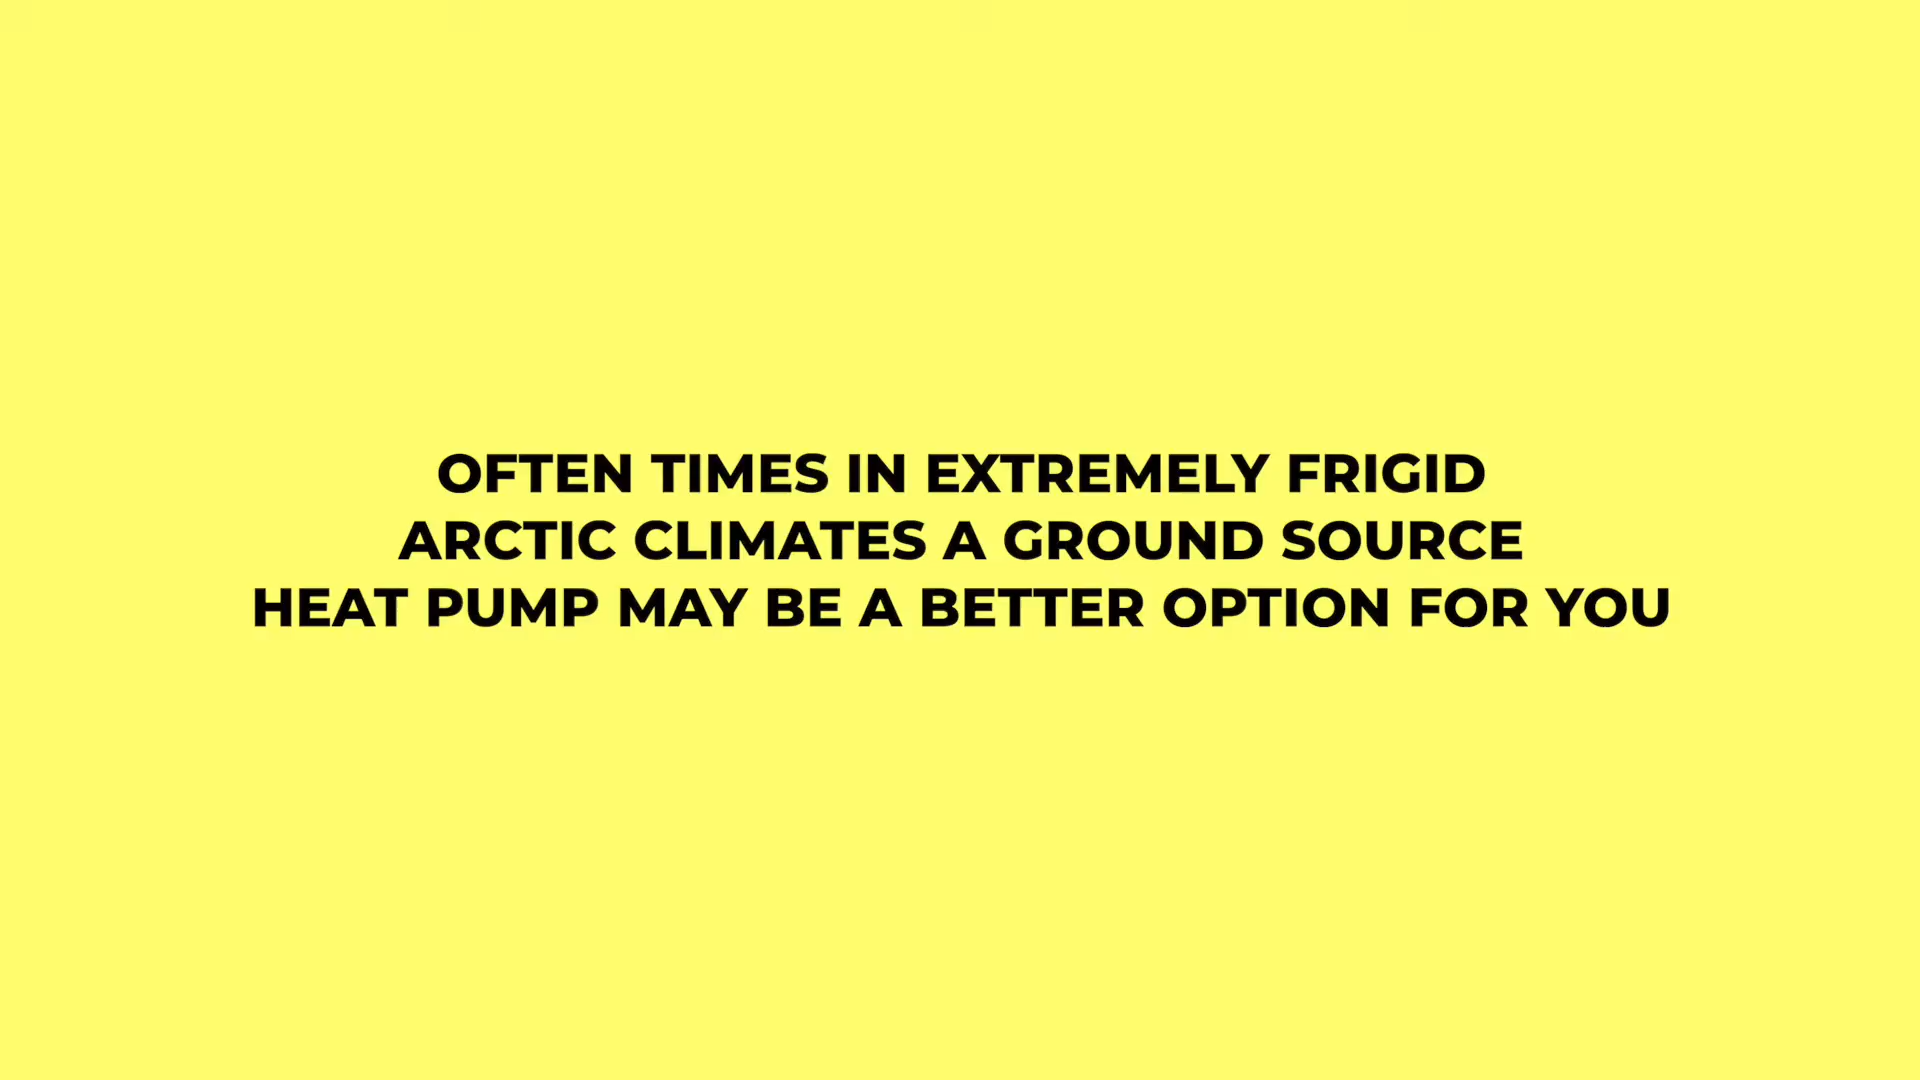 OFTEN TIMES IN EXTREMELY FRIGID
ARCTIC CLIMATES A GROUND SOURCE
HEAT PUMP MAY BE A BETTER OPTION FOR YOU